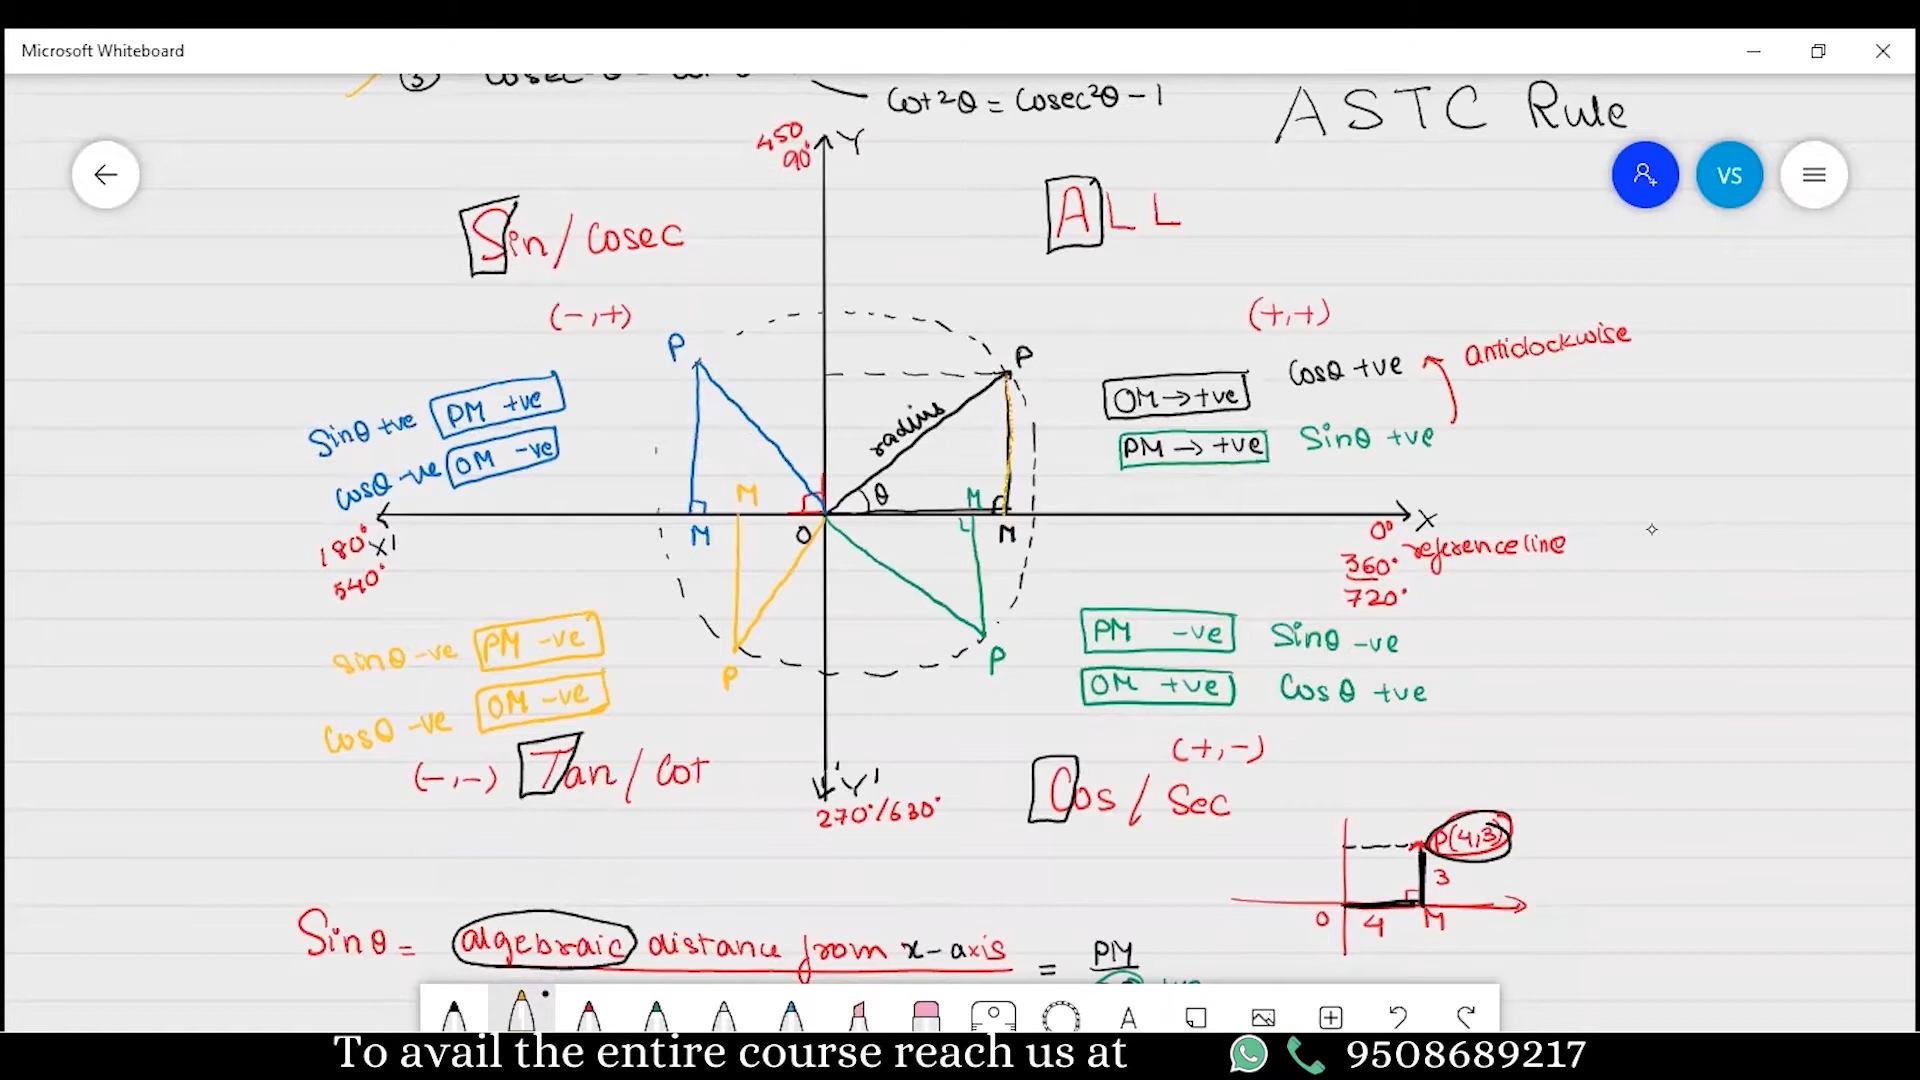 Microsoft Whiteboard
③ Cosec²θ
Cot²θ = Cosec²θ - 1
ASTC Rule
450
90°
Y
VS
Sin / Cosec
ALL
(-,+)
(+,+)
antidockwise
P
P
OM → +ve
Cosθ +ve
PM → +ve
Sinθ +ve
Sinθ +ve
PM +ve
Cosθ -ve
OM -ve
radius
θ
M
M
180°
X'
540°
M
O
M
X
0°
reference line
360°
720°
Sinθ -ve
PM -ve
Cosθ -ve
OM -ve
P
P
PM -ve
Sinθ -ve
OM +ve
Cosθ +ve
(-,-)
Tan / Cot
Y'
270°/630°
(+,-)
Cos / Sec
P(4,3)
3
O
4
M
Sinθ = algebraic distance from x-axis = PM
A
To avail the entire course reach us at
9508689217